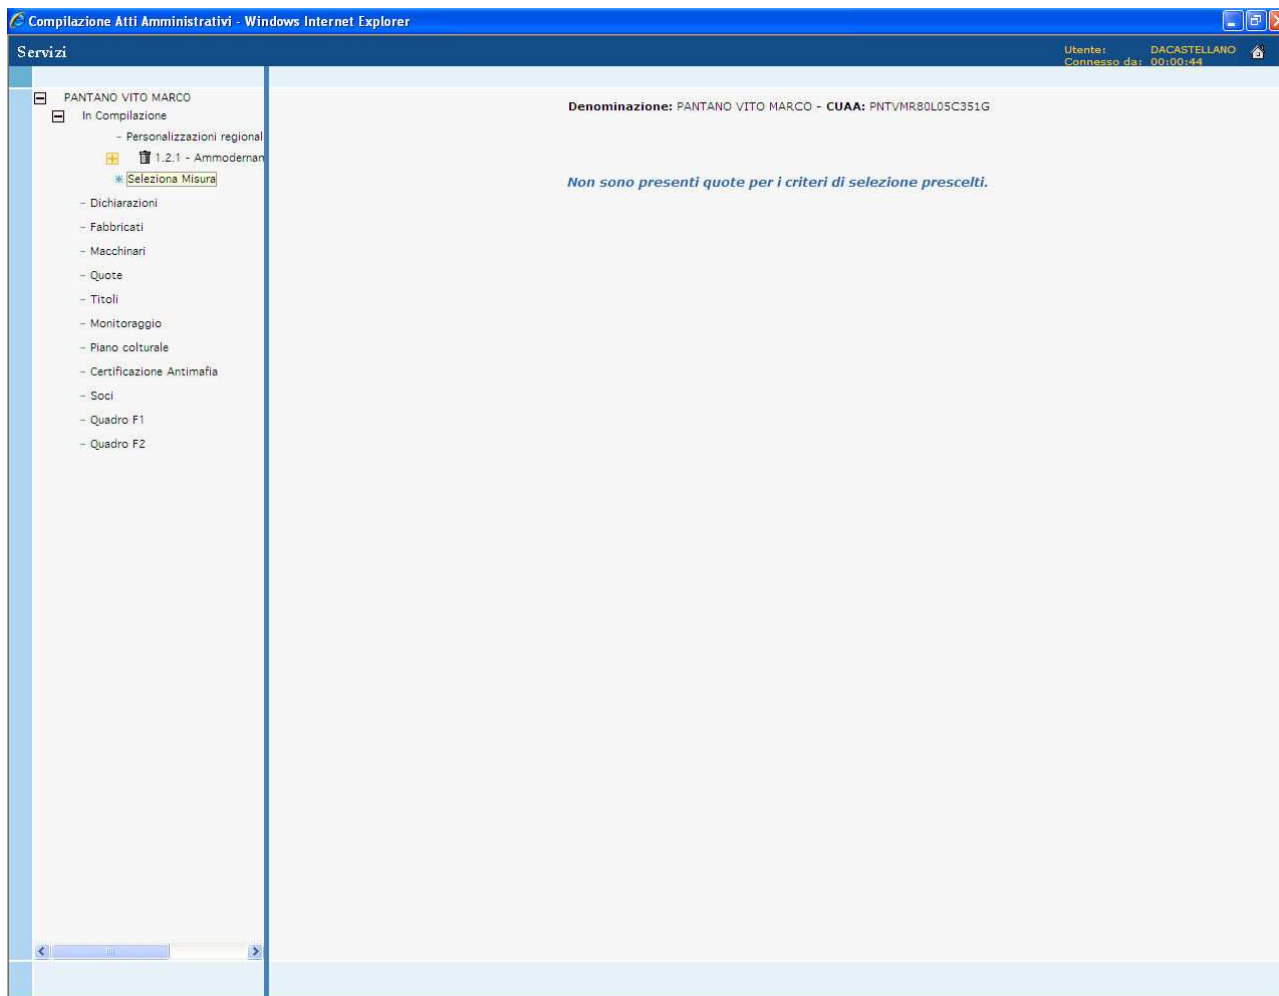 Compilazione Atti Amministrativi - Windows Internet Explorer
Servizi
Utente: DACASTELLANO
Connesso da: 00:00:44
PANTANO VITO MARCO
In Compilazione
- Personalizzazioni regional
1.2.1 - Ammodernan
Seleziona Misura
- Dichiarazioni
- Fabbricati
- Macchinari
- Quote
- Titoli
- Monitoraggio
- Piano colturale
- Certificazione Antimafia
- Soci
- Quadro F1
- Quadro F2
Denominazione: PANTANO VITO MARCO - CUAA: PNTVMR80L05C351G
Non sono presenti quote per i criteri di selezione prescelti.